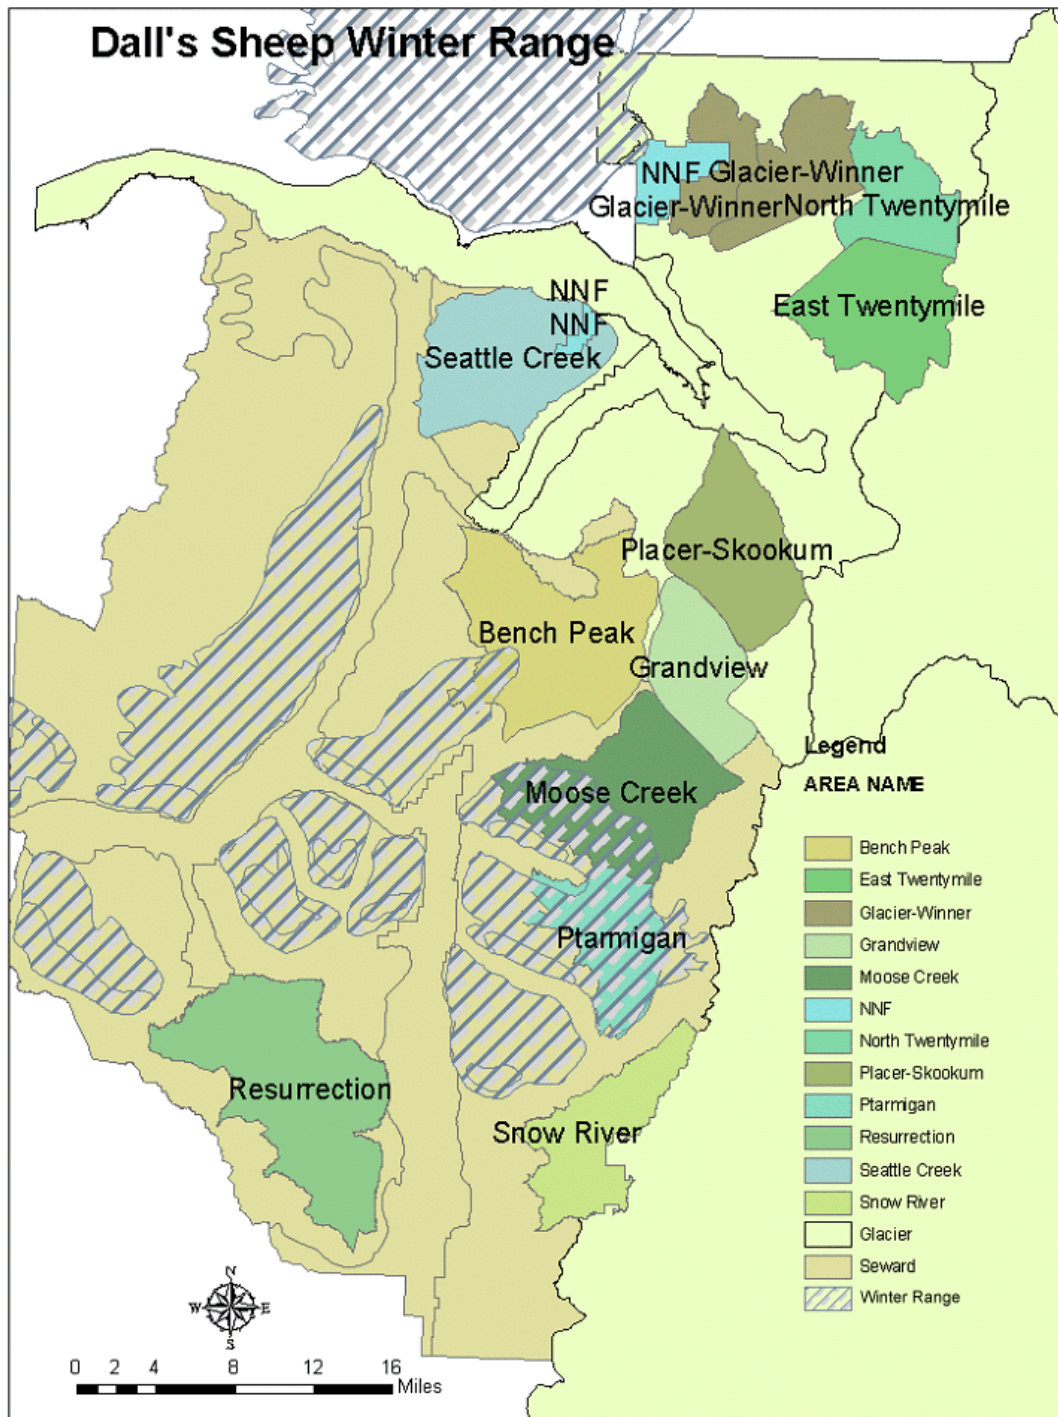 Dall's Sheep Winter Range
NNF Glacier-Winner
Glacier-Winner North Twentymile
East Twentymile
NNF
NNF
Seattle Creek
Placer-Skookum
Bench Peak
Grandview
Moose Creek
Ptarmigan
Resurrection
Snow River
Legend
AREA NAME
Bench Peak
East Twentymile
Glacier-Winner
Grandview
Moose Creek
NNF
North Twentymile
Placer-Skookum
Ptarmigan
Resurrection
Seattle Creek
Snow River
Glacier
Seward
Winter Range
N
W E
S
0 2 4 8 12 16
Miles